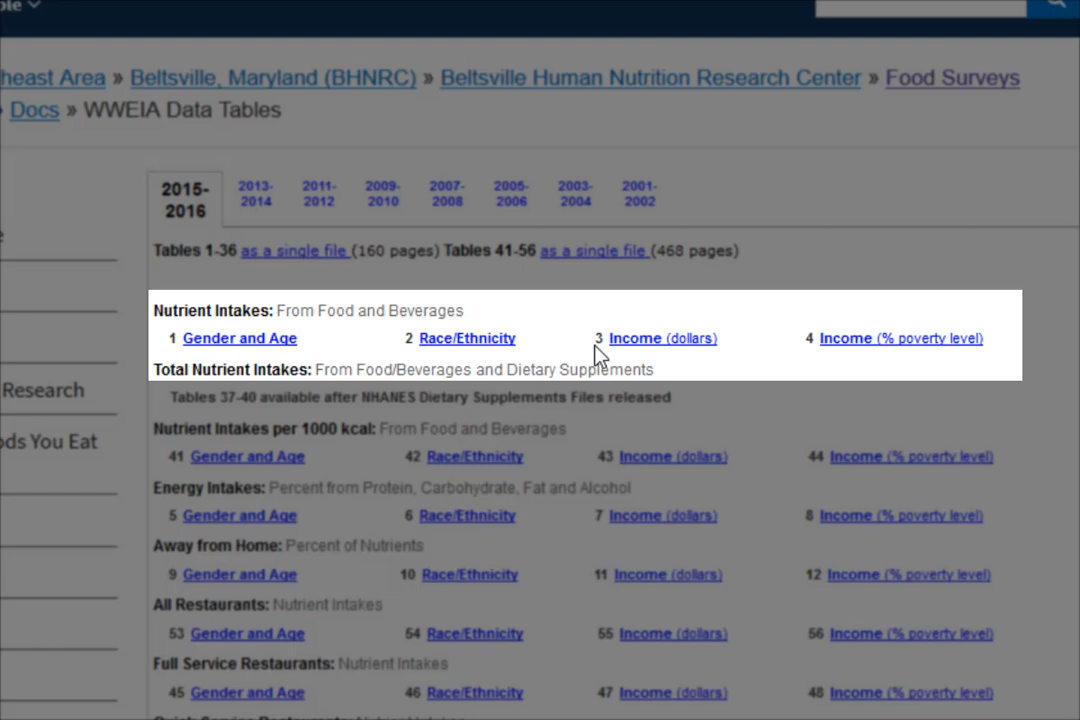 heast Area » Beltsville, Maryland (BHNRC) » Beltsville Human Nutrition Research Center » Food Surveys
Docs » WWEIA Data Tables
2015-2016 2013-2014 2011-2012 2009-2010 2007-2008 2005-2006 2003-2004 2001-2002
Tables 1-36 as a single file (160 pages) Tables 41-56 as a single file (468 pages)
Nutrient Intakes: From Food and Beverages
1 Gender and Age 2 Race/Ethnicity 3 Income (dollars) 4 Income (% poverty level)
Total Nutrient Intakes: From Food/Beverages and Dietary Supplements
Research
Tables 37-40 available after NHANES Dietary Supplements Files released
Nutrient Intakes per 1000 kcal: From Food and Beverages
ods You Eat
41 Gender and Age 42 Race/Ethnicity 43 Income (dollars) 44 Income (% poverty level)
Energy Intakes: Percent from Protein, Carbohydrate, Fat and Alcohol
5 Gender and Age 6 Race/Ethnicity 7 Income (dollars) 8 Income (% poverty level)
Away from Home: Percent of Nutrients
9 Gender and Age 10 Race/Ethnicity 11 Income (dollars) 12 Income (% poverty level)
All Restaurants: Nutrient Intakes
53 Gender and Age 54 Race/Ethnicity 55 Income (dollars) 56 Income (% poverty level)
Full Service Restaurants: Nutrient Intakes
45 Gender and Age 46 Race/Ethnicity 47 Income (dollars) 48 Income (% poverty level)